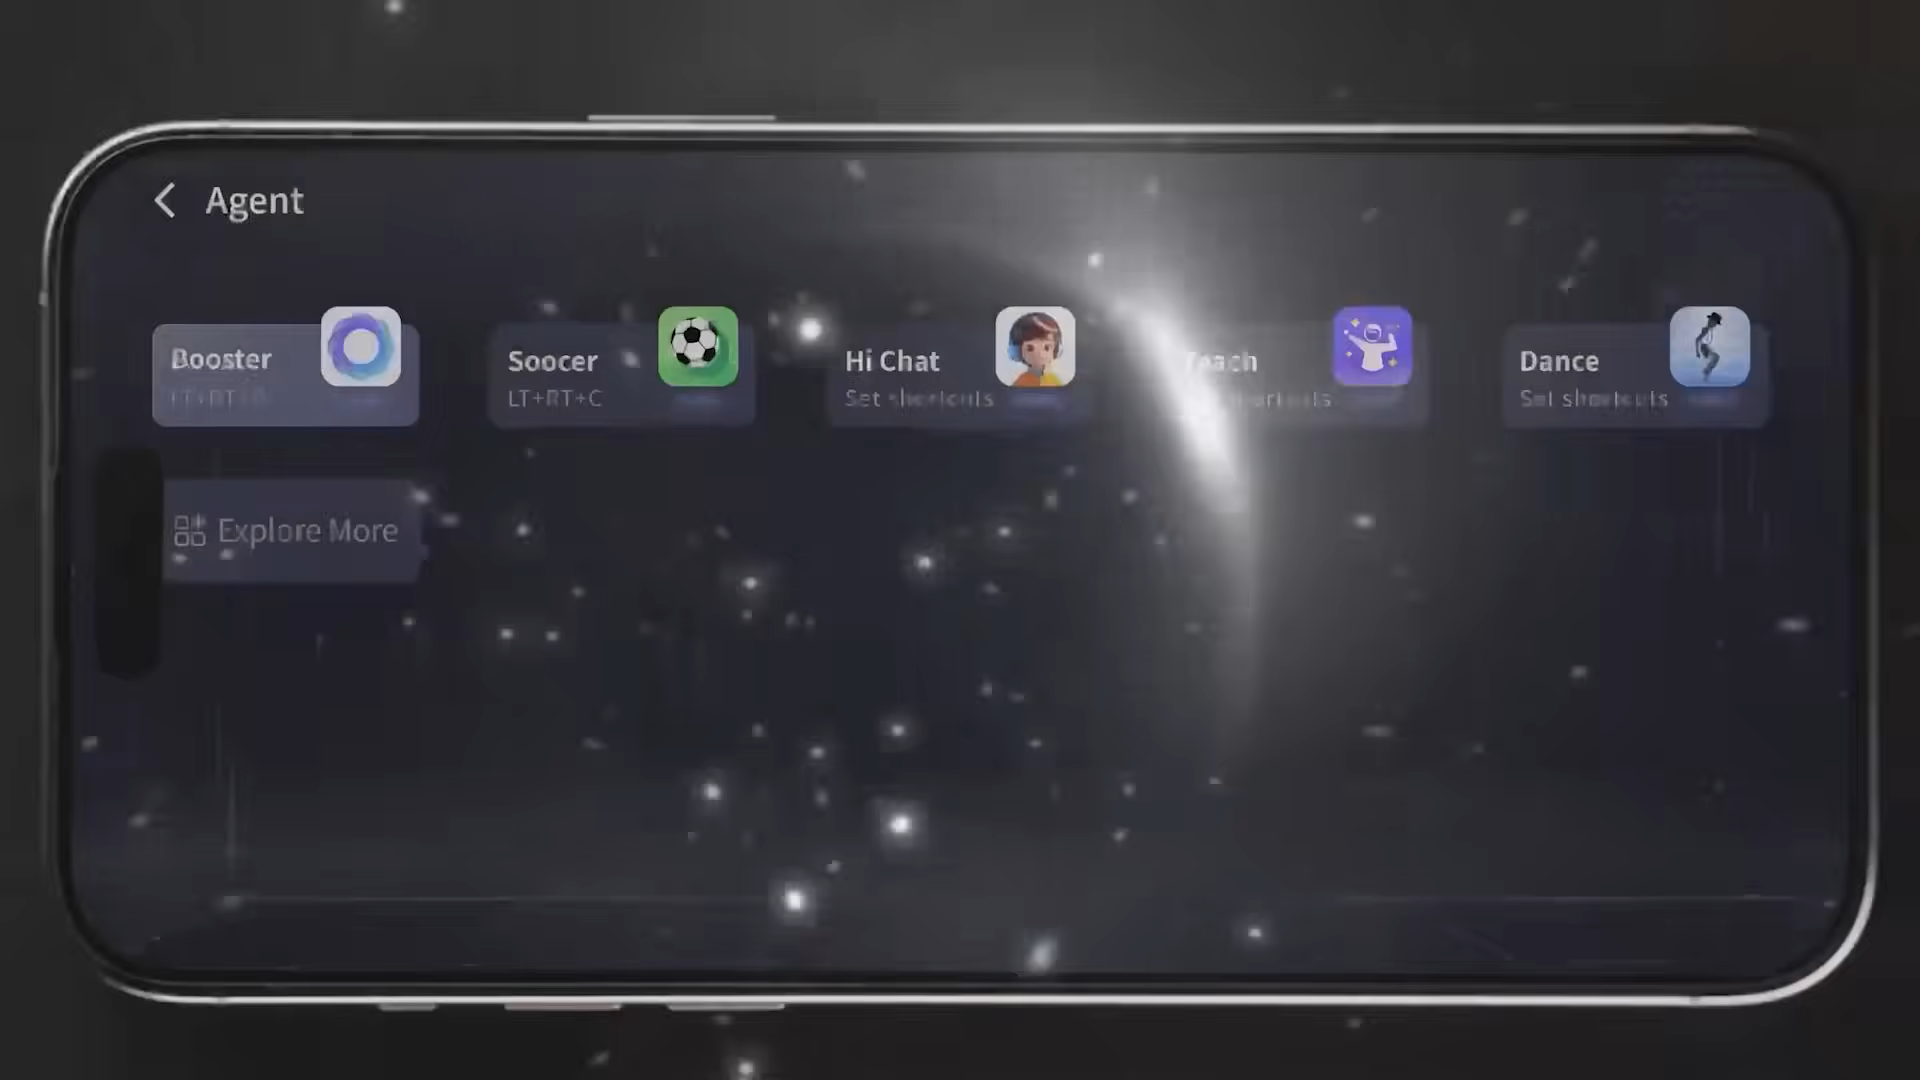 Agent
Booster
Soocer
LT+RT+C
Hi Chat
Set shortcuts
Teach
Dance
Set shortcuts
Explore More